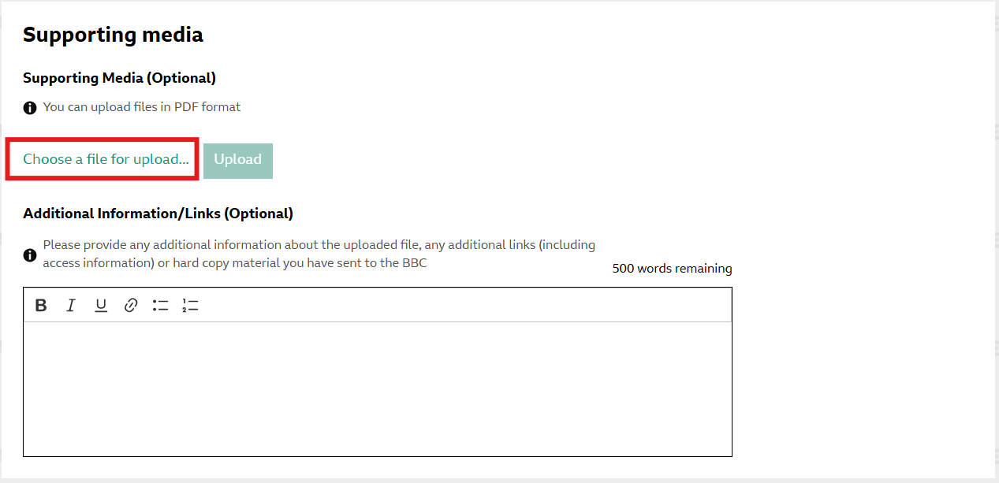 Supporting media
Supporting Media (Optional)
You can upload files in PDF format
Choose a file for upload...
Upload
Additional Information/Links (Optional)
Please provide any additional information about the uploaded file, any additional links (including
access information) or hard copy material you have sent to the BBC
500 words remaining
B I U